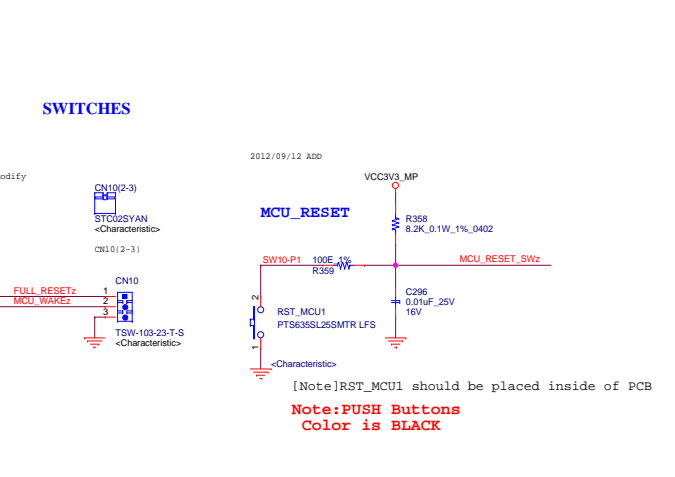 SWITCHES
2012/09/12 ADD
odify
VCC3V3_MP
CN10(2-3)
STC02SYAN
<Characteristic>
CN10(2-3)
MCU_RESET
R358
8.2K_0.1W_1%_0402
SW10-P1
100E_1%
R359
MCU_RESET_SWz
CN10
FULL_RESETz
MCU_WAKEz
1
2
3
TSW-103-23-T-S
<Characteristic>
2
RST_MCU1
PTS635SL25SMTR LFS
1
<Characteristic>
C296
0.01uF_25V
16V
[Note]RST_MCU1 should be placed inside of PCB
Note:PUSH Buttons
Color is BLACK